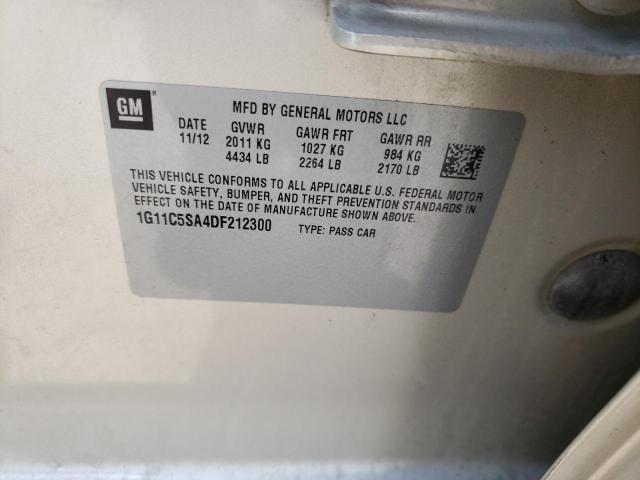 GM
MFD BY GENERAL MOTORS LLC
DATE GVWR GAWR FRT GAWR RR
11/12 2011 KG 1027 KG 984 KG
4434 LB 2264 LB 2170 LB
THIS VEHICLE CONFORMS TO ALL APPLICABLE U.S. FEDERAL MOTOR
VEHICLE SAFETY, BUMPER, AND THEFT PREVENTION STANDARDS IN
EFFECT ON THE DATE OF MANUFACTURE SHOWN ABOVE.
1G11C5SA4DF212300 TYPE: PASS CAR